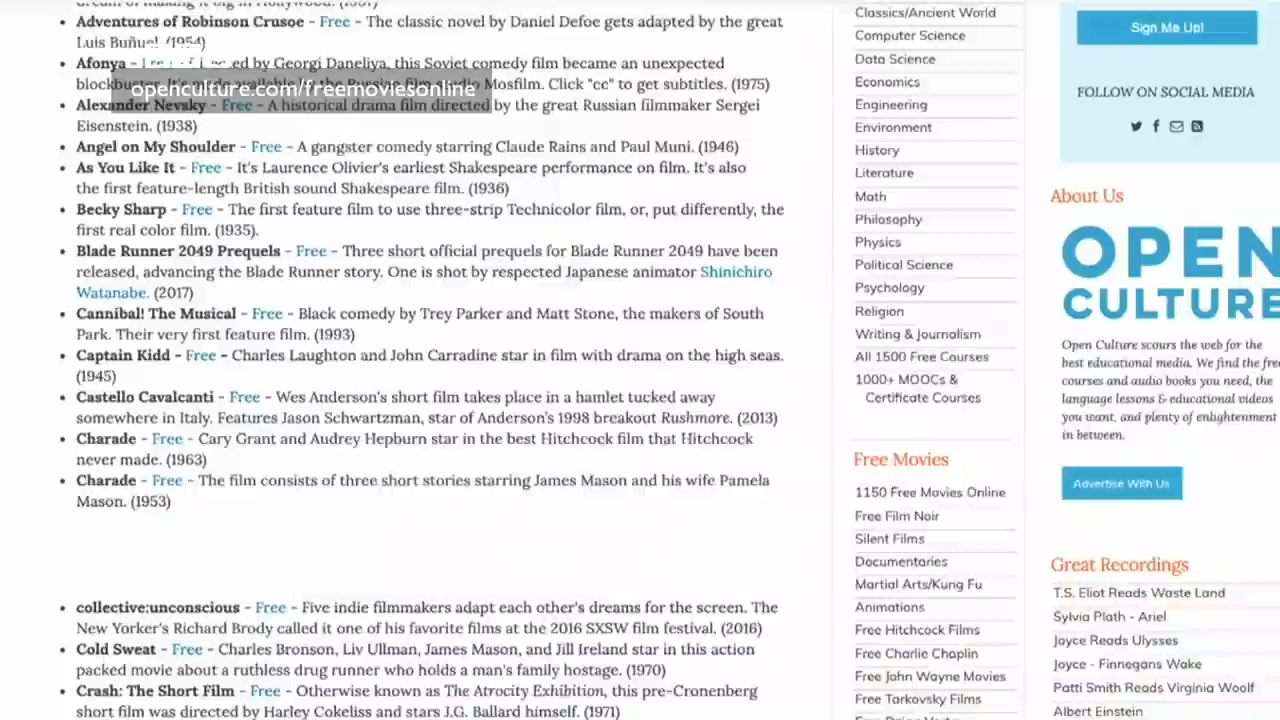 dream of making it big in Hollywood. (1937)
Adventures of Robinson Crusoe - Free - The classic novel by Daniel Defoe gets adapted by the great
Luis Buñuel. (1954)
Afonya - ed by Georgi Daneliya, this Soviet comedy film became an unexpected
blockbuster. It's made available by the Russian film studio Mosfilm. Click "cc" to get subtitles. (1975)
openculture.com/freemoviesonline
Alexander Nevsky - Free - A historical drama film directed by the great Russian filmmaker Sergei
Eisenstein. (1938)
Angel on My Shoulder - Free - A gangster comedy starring Claude Rains and Paul Muni. (1946)
As You Like It - Free - It's Laurence Olivier's earliest Shakespeare performance on film. It's also
the first feature-length British sound Shakespeare film. (1936)
Becky Sharp - Free - The first feature film to use three-strip Technicolor film, or, put differently, the
first real color film. (1935).
Blade Runner 2049 Prequels - Free - Three short official prequels for Blade Runner 2049 have been
released, advancing the Blade Runner story. One is shot by respected Japanese animator Shinichiro
Watanabe. (2017)
Cannibal! The Musical - Free - Black comedy by Trey Parker and Matt Stone, the makers of South
Park. Their very first feature film. (1993)
Captain Kidd - Free - Charles Laughton and John Carradine star in film with drama on the high seas.
(1945)
Castello Cavalcanti - Free - Wes Anderson's short film takes place in a hamlet tucked away
somewhere in Italy. Features Jason Schwartzman, star of Anderson's 1998 breakout Rushmore. (2013)
Charade - Free - Cary Grant and Audrey Hepburn star in the best Hitchcock film that Hitchcock
never made. (1963)
Charade - Free - The film consists of three short stories starring James Mason and his wife Pamela
Mason. (1953)
collective:unconscious - Free - Five indie filmmakers adapt each other's dreams for the screen. The
New Yorker's Richard Brody called it one of his favorite films at the 2016 SXSW film festival. (2016)
Cold Sweat - Free - Charles Bronson, Liv Ullman, James Mason, and Jill Ireland star in this action
packed movie about a ruthless drug runner who holds a man's family hostage. (1970)
Crash: The Short Film - Free - Otherwise known as The Atrocity Exhibition, this pre-Cronenberg
short film was directed by Harley Cokeliss and stars J.G. Ballard himself. (1971)
Classics/Ancient World
Computer Science
Data Science
Economics
Engineering
Environment
History
Literature
Math
Philosophy
Physics
Political Science
Psychology
Religion
Writing & Journalism
All 1500 Free Courses
1000+ MOOCs &
Certificate Courses
Free Movies
1150 Free Movies Online
Free Film Noir
Silent Films
Documentaries
Martial Arts/Kung Fu
Animations
Free Hitchcock Films
Free Charlie Chaplin
Free John Wayne Movies
Free Tarkovsky Films
Sign Me Up!
FOLLOW ON SOCIAL MEDIA
About Us
OPEN
CULTURE
Open Culture scours the web for the
best educational media. We find the free
courses and audio books you need, the
language lessons & educational videos
you want, and plenty of enlightenment
in between.
Advertise With Us
Great Recordings
T.S. Eliot Reads Waste Land
Sylvia Plath - Ariel
Joyce Reads Ulysses
Joyce - Finnegans Wake
Patti Smith Reads Virginia Woolf
Albert Einstein